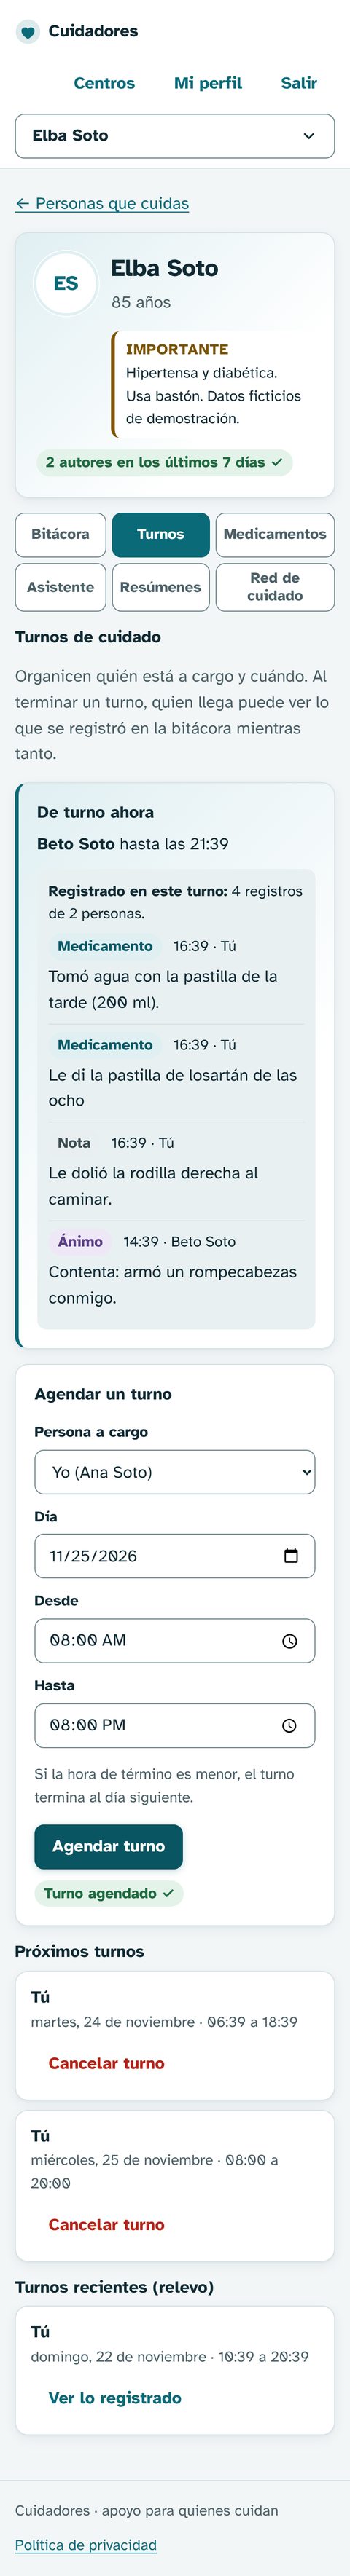 Cuidadores
Centros Mi perfil Salir
Elba Soto
← Personas que cuidas
ES
Elba Soto
85 años
IMPORTANTE
Hipertensa y diabética.
Usa bastón. Datos ficticios
de demostración.
2 autores en los últimos 7 días ✓
Bitácora Turnos Medicamentos
Asistente Resúmenes Red de
cuidado
Turnos de cuidado
Organicen quién está a cargo y cuándo. Al
terminar un turno, quien llega puede ver lo
que se registró en la bitácora mientras
tanto.
De turno ahora
Beto Soto hasta las 21:39
Registrado en este turno: 4 registros
de 2 personas.
Medicamento 16:39 · Tú
Tomó agua con la pastilla de la
tarde (200 ml).
Medicamento 16:39 · Tú
Le di la pastilla de losartán de las
ocho
Nota 16:39 · Tú
Le dolió la rodilla derecha al
caminar.
Ánimo 14:39 · Beto Soto
Contenta: armó un rompecabezas
conmigo.
Agendar un turno
Persona a cargo
Yo (Ana Soto)
Día
11/25/2026
Desde
08:00 AM
Hasta
08:00 PM
Si la hora de término es menor, el turno
termina al día siguiente.
Agendar turno
Turno agendado ✓
Próximos turnos
Tú
martes, 24 de noviembre · 06:39 a 18:39
Cancelar turno
Tú
miércoles, 25 de noviembre · 08:00 a
20:00
Cancelar turno
Turnos recientes (relevo)
Tú
domingo, 22 de noviembre · 10:39 a 20:39
Ver lo registrado
Cuidadores · apoyo para quienes cuidan
Política de privacidad